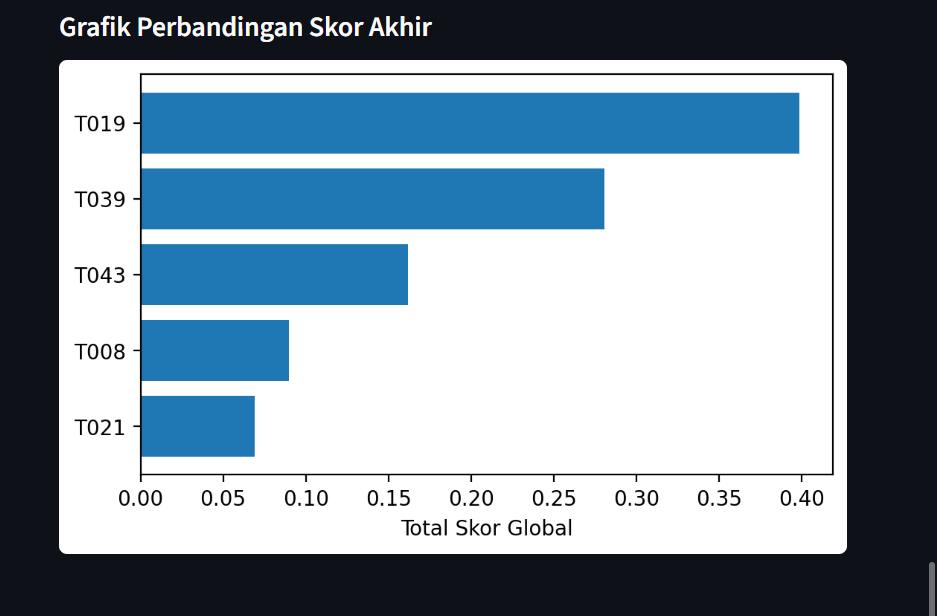 Grafik Perbandingan Skor Akhir
T019
T039
T043
T008
T021
0.00 0.05 0.10 0.15 0.20 0.25 0.30 0.35 0.40
Total Skor Global